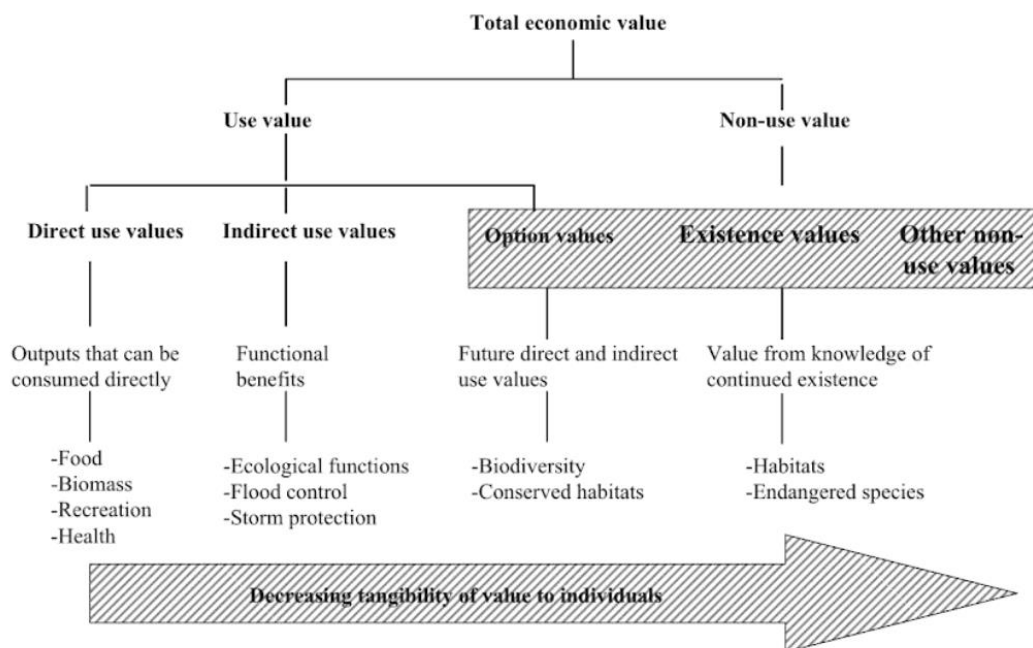 Total economic value
Use value
Non-use value
Direct use values
Indirect use values
Option values
Existence values
Other non-
use values
Outputs that can be
consumed directly
Functional
benefits
Future direct and indirect
use values
Value from knowledge of
continued existence
-Food
-Biomass
-Recreation
-Health
-Ecological functions
-Flood control
-Storm protection
-Biodiversity
-Conserved habitats
-Habitats
-Endangered species
Decreasing tangibility of value to individuals